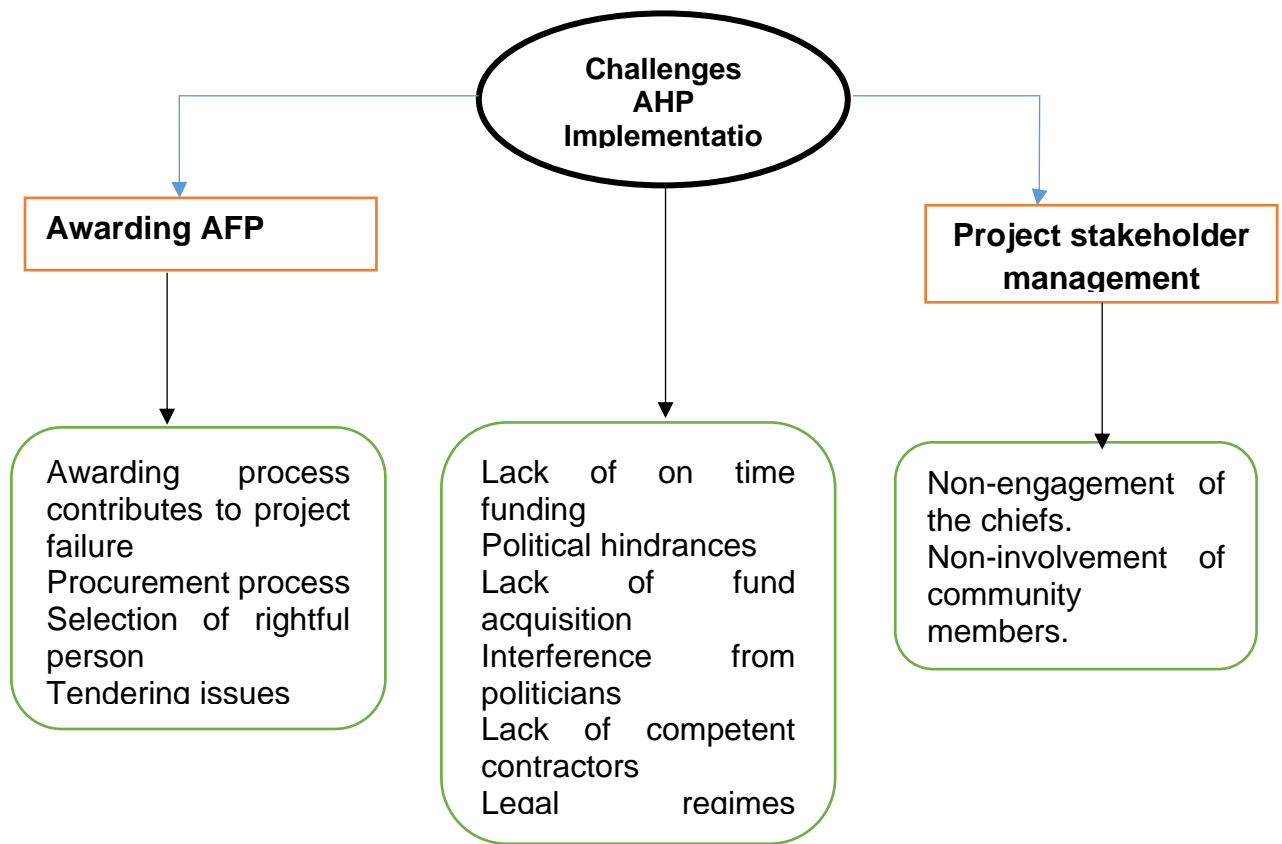 Challenges
AHP
Implementatio
Awarding AFP
Project stakeholder
management
Awarding process
contributes to project
failure
Procurement process
Selection of rightful
person
Tendering issues
Lack of on time
funding
Political hindrances
Lack of fund
acquisition
Interference from
politicians
Lack of competent
contractors
Legal regimes
Non-engagement of
the chiefs.
Non-involvement of
community
members.